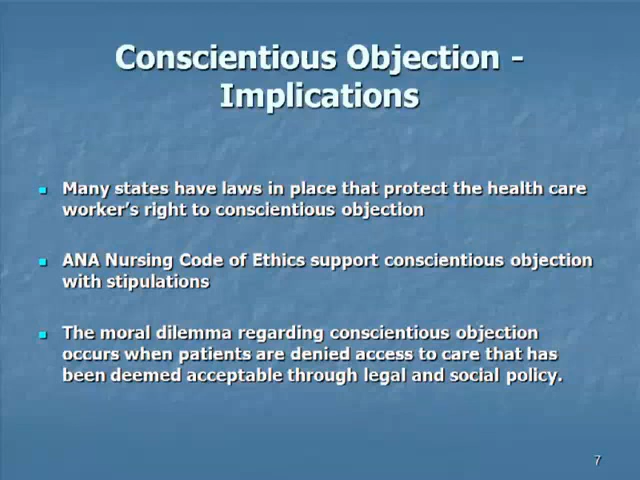 Conscientious Objection -
Implications
Many states have laws in place that protect the health care
worker's right to conscientious objection
ANA Nursing Code of Ethics support conscientious objection
with stipulations
The moral dilemma regarding conscientious objection
occurs when patients are denied access to care that has
been deemed acceptable through legal and social policy.
7